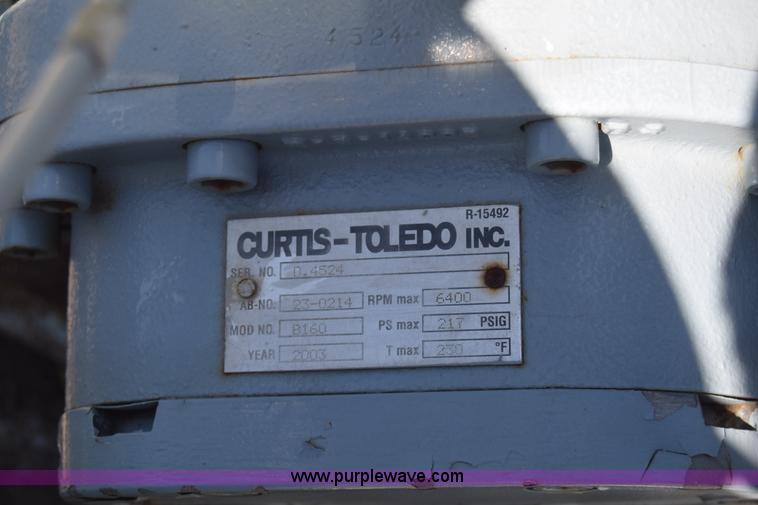 4524
R-15492
CURTIS-TOLEDO INC.
SER. NO. D.4524
AB-NO. 23-0214 RPM max 6400
MOD NO. B160 PS max 217 PSIG
YEAR 2003 T max 230 °F
www.purplewave.com